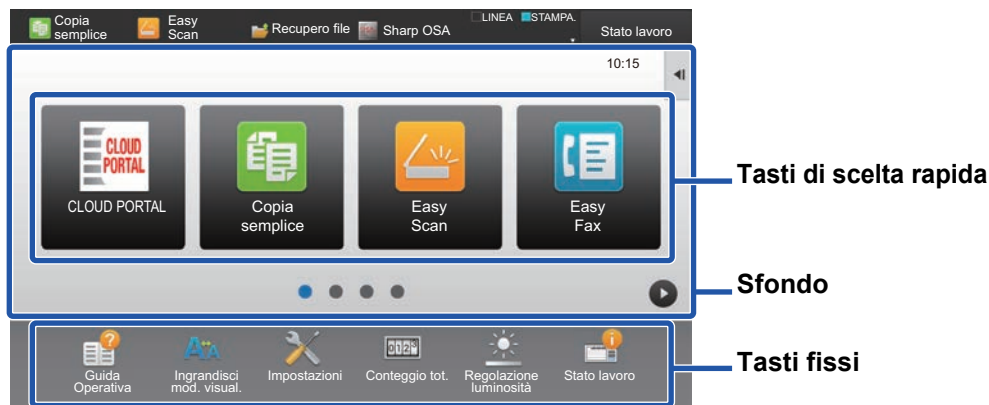 Copia
semplice
Easy
Scan
Recupero file
Sharp OSA
LINEA
STAMPA.
Stato lavoro
10:15
CLOUD
PORTAL
CLOUD PORTAL
Copia
semplice
Easy
Scan
Easy
Fax
Tasti di scelta rapida
Sfondo
Guida
Operativa
Ingrandisci
mod. visual.
Impostazioni
Conteggio tot.
Regolazione
luminosità
Stato lavoro
Tasti fissi